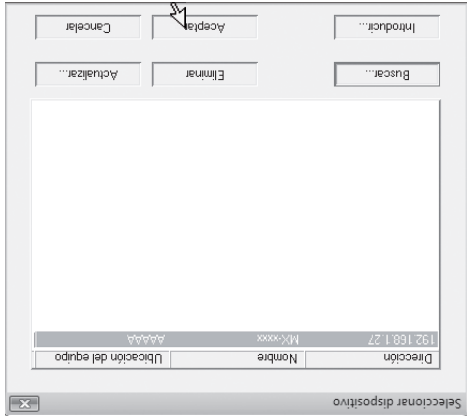 Seleccionar dispositivo
Dirección Nombre Ubicación del equipo
192.168.1.27 MX-xxxx AAAAA
Buscar... Eliminar Actualizar...
Introducir... Aceptar Cancelar